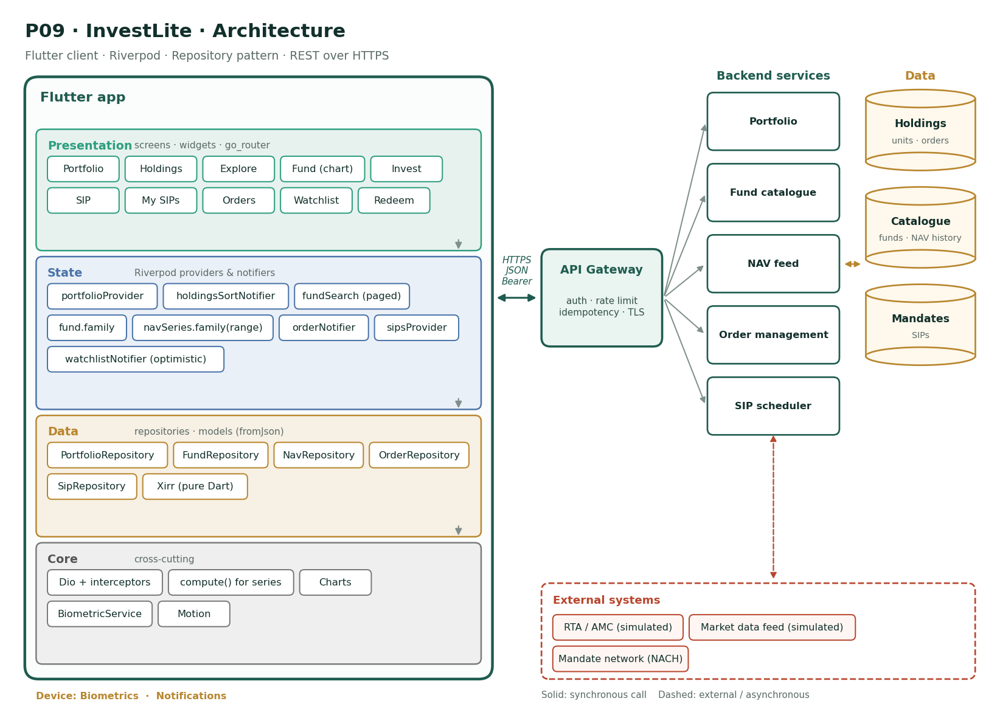 P09 · InvestLite · Architecture
Flutter client · Riverpod · Repository pattern · REST over HTTPS
Flutter app
Presentation screens · widgets · go_router
Portfolio Holdings Explore Fund (chart) Invest
SIP My SIPs Orders Watchlist Redeem
State Riverpod providers & notifiers
portfolioProvider holdingsSortNotifier fundSearch (paged)
fund.family navSeries.family(range) orderNotifier sipsProvider
watchlistNotifier (optimistic)
Data repositories · models (fromJson)
PortfolioRepository FundRepository NavRepository OrderRepository
SipRepository Xirr (pure Dart)
Core cross-cutting
Dio + interceptors compute() for series Charts
BiometricService Motion
Device: Biometrics · Notifications
HTTPS
JSON
Bearer
API Gateway
auth · rate limit
idempotency · TLS
Backend services
Portfolio
Fund catalogue
NAV feed
Order management
SIP scheduler
Data
Holdings
units · orders
Catalogue
funds · NAV history
Mandates
SIPs
External systems
RTA / AMC (simulated) Market data feed (simulated)
Mandate network (NACH)
Solid: synchronous call Dashed: external / asynchronous